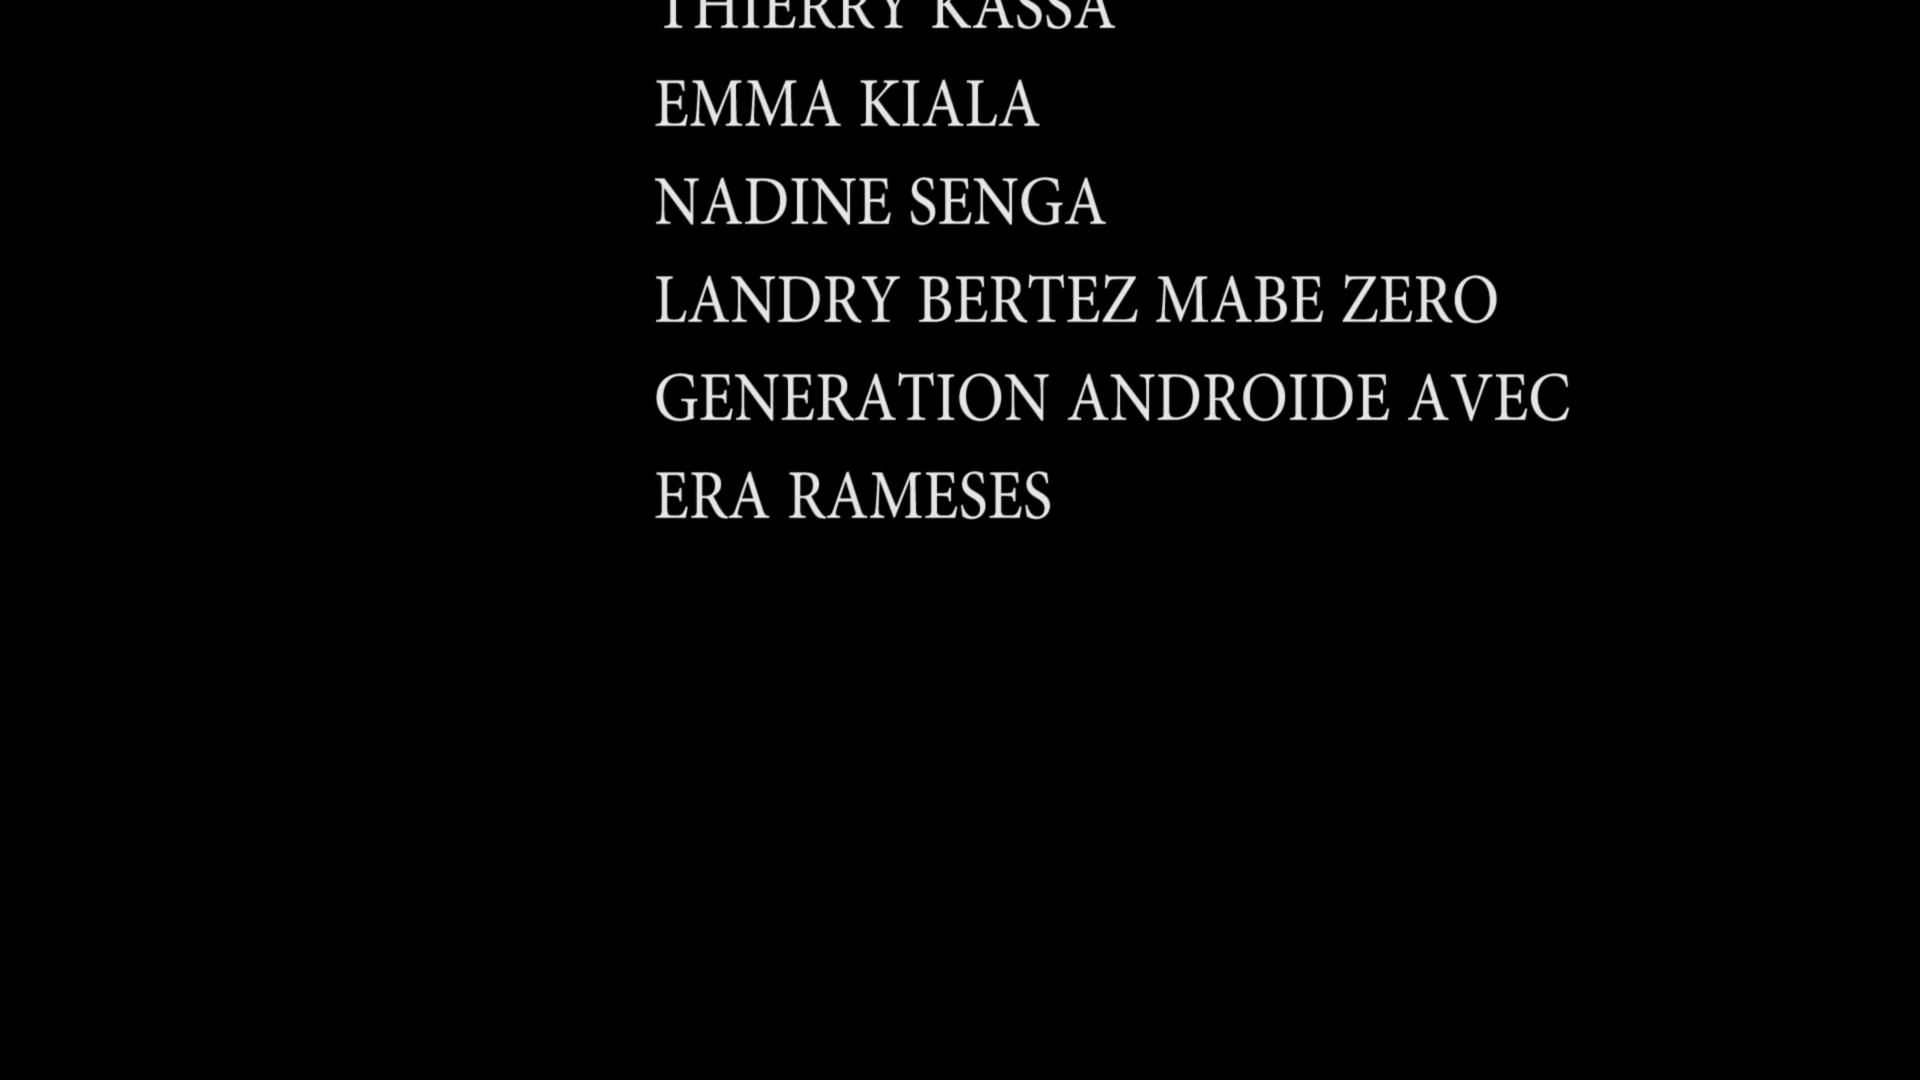 THIERRY KASSA
EMMA KIALA
NADINE SENGA
LANDRY BERTEZ MABE ZERO
GENERATION ANDROIDE AVEC
ERA RAMESES